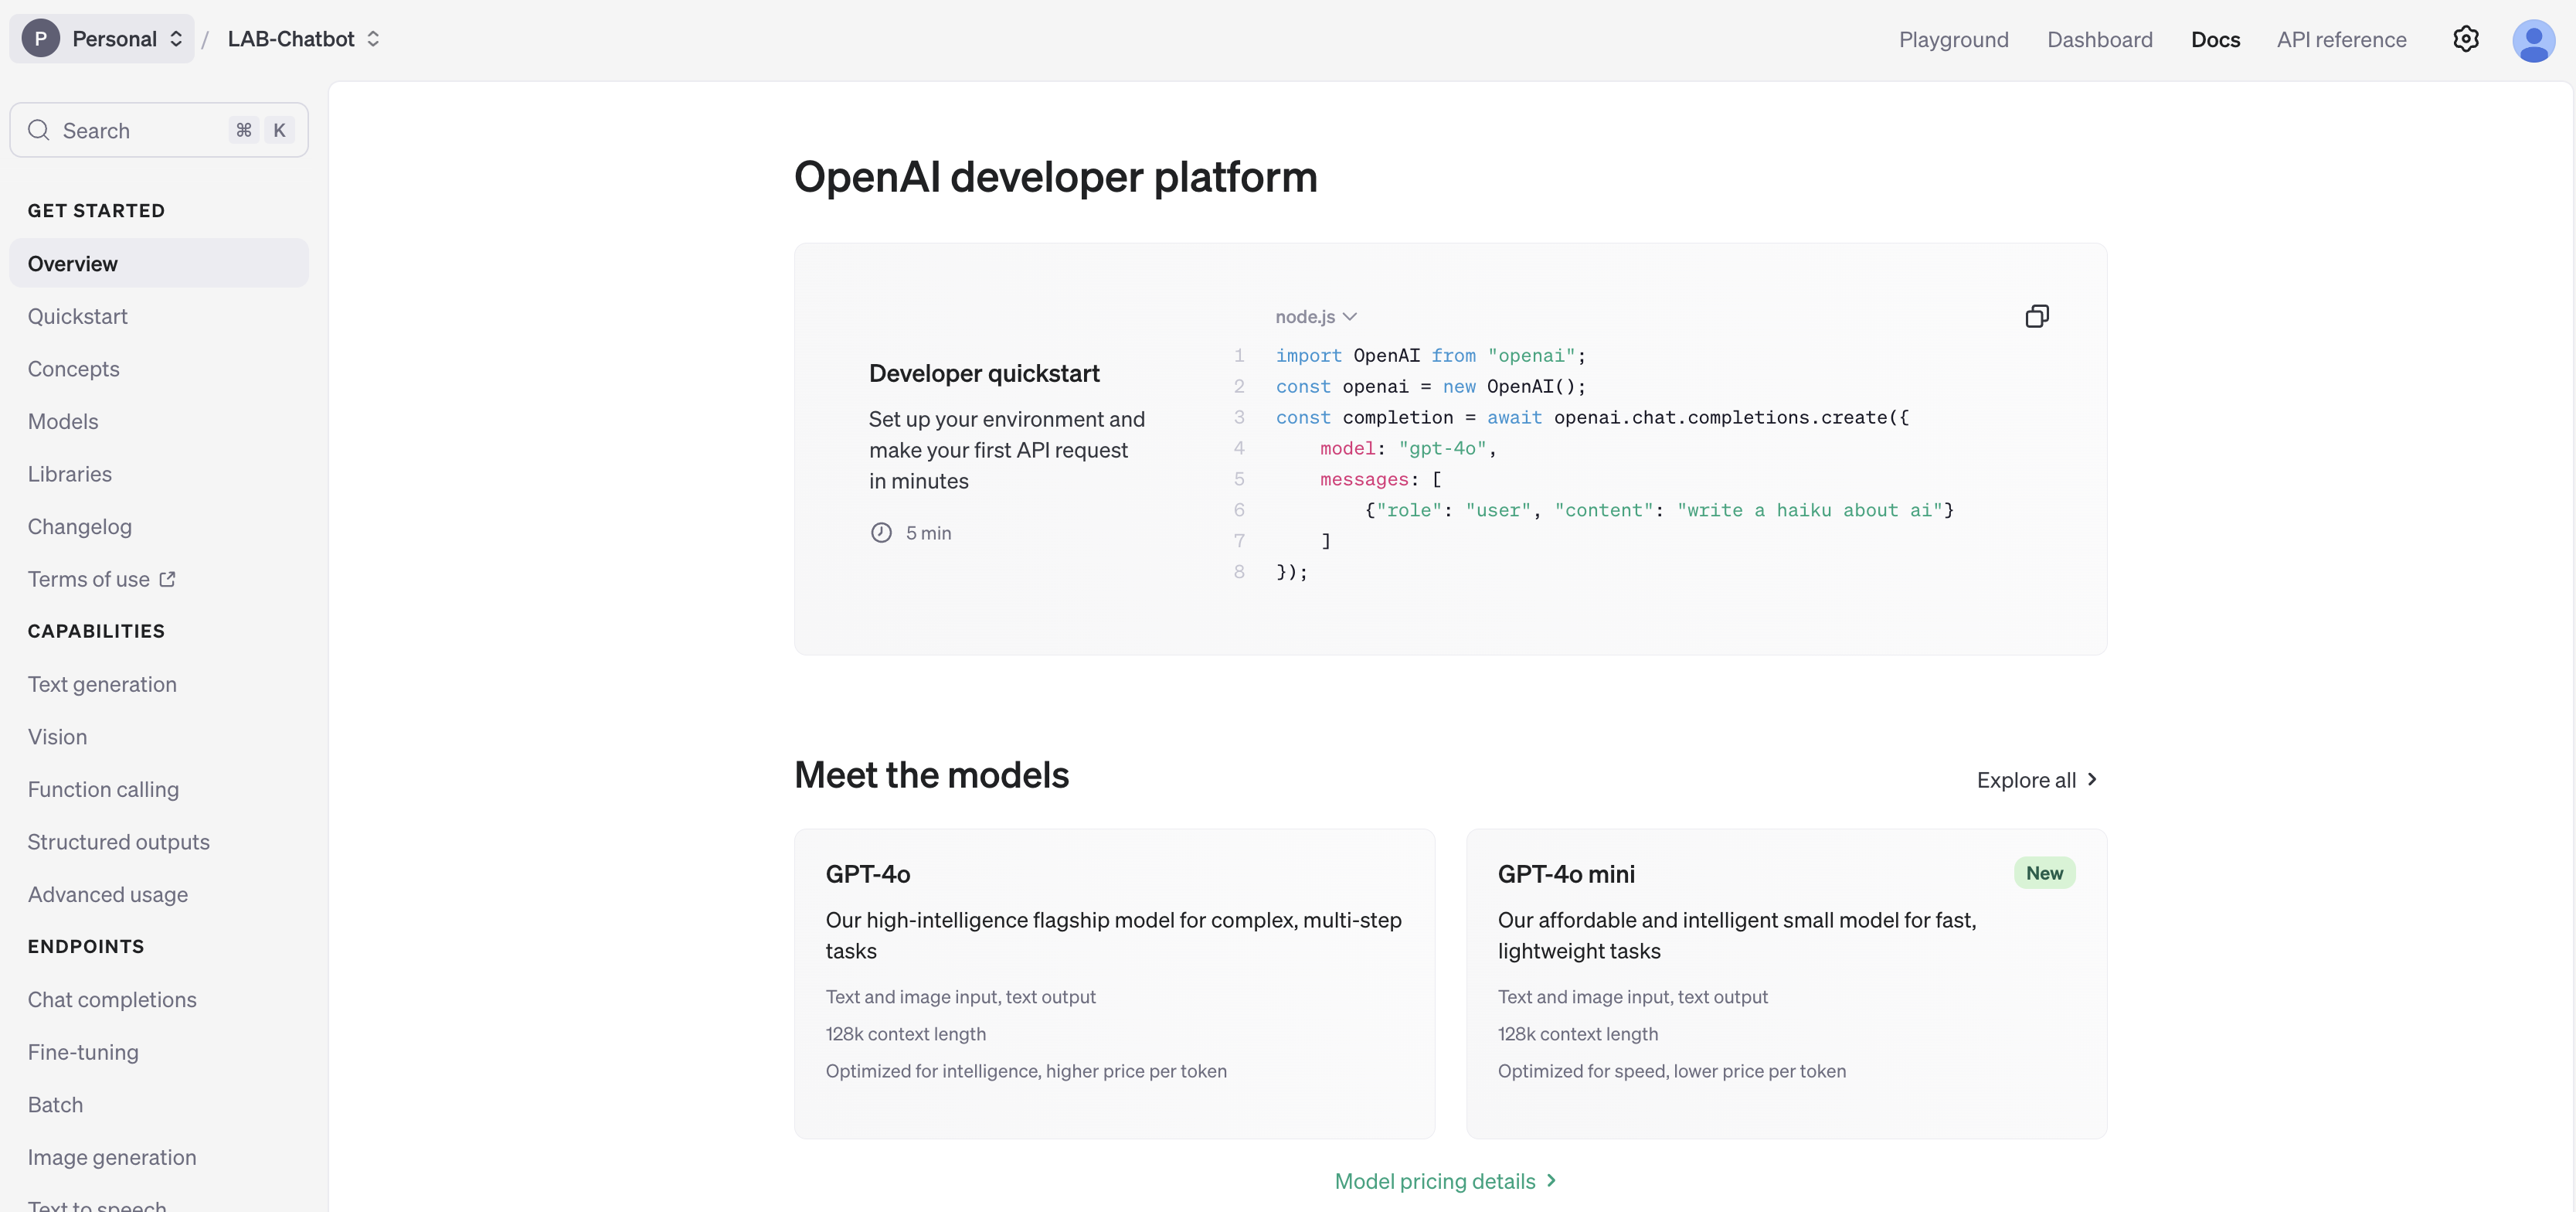 P Personal / LAB-Chatbot
Playground Dashboard Docs API reference
Search ⌘ K
GET STARTED
Overview
Quickstart
Concepts
Models
Libraries
Changelog
Terms of use
CAPABILITIES
Text generation
Vision
Function calling
Structured outputs
Advanced usage
ENDPOINTS
Chat completions
Fine-tuning
Batch
Image generation
Text to speech
OpenAI developer platform
Developer quickstart
Set up your environment and
make your first API request
in minutes
5 min
node.js
1 import OpenAI from "openai";
2 const openai = new OpenAI();
3 const completion = await openai.chat.completions.create({
4     model: "gpt-4o",
5     messages: [
6         {"role": "user", "content": "write a haiku about ai"}
7     ]
8 });
Meet the models
Explore all
GPT-4o
Our high-intelligence flagship model for complex, multi-step
tasks
Text and image input, text output
128k context length
Optimized for intelligence, higher price per token
GPT-4o mini New
Our affordable and intelligent small model for fast,
lightweight tasks
Text and image input, text output
128k context length
Optimized for speed, lower price per token
Model pricing details